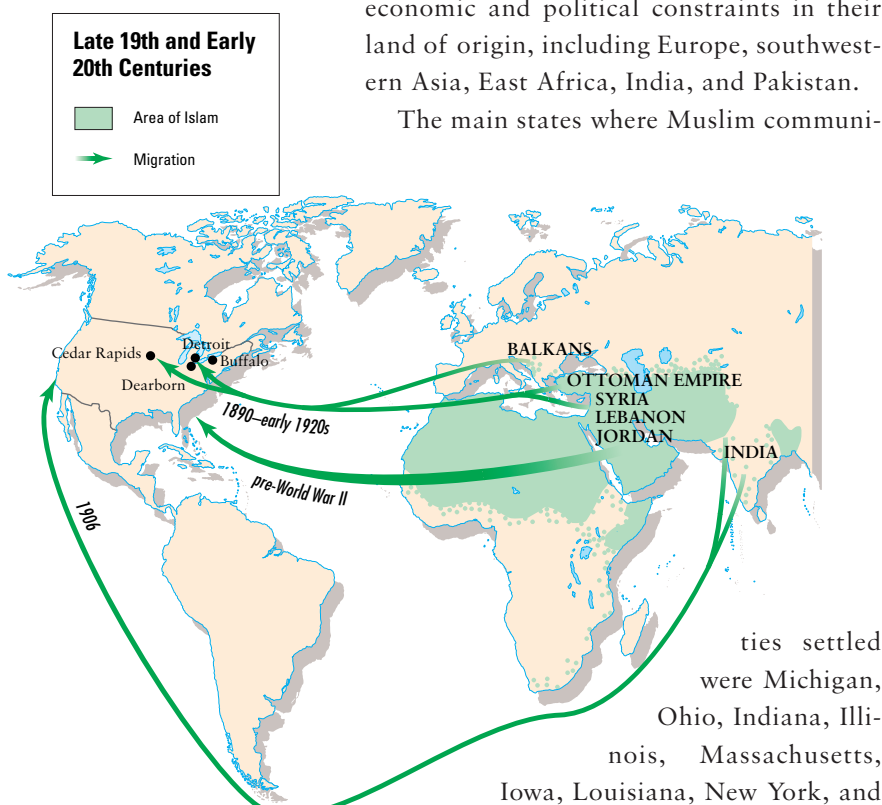 economic and political constraints in their
land of origin, including Europe, southwest-
ern Asia, East Africa, India, and Pakistan.
The main states where Muslim communi-
Late 19th and Early
20th Centuries
Area of Islam
Migration
Cedar Rapids
Detroit
Buffalo
Dearborn
BALKANS
OTTOMAN EMPIRE
SYRIA
LEBANON
JORDAN
INDIA
1890–early 1920s
pre-World War II
1906
ties settled
were Michigan,
Ohio, Indiana, Illi-
nois, Massachusetts,
Iowa, Louisiana, New York, and